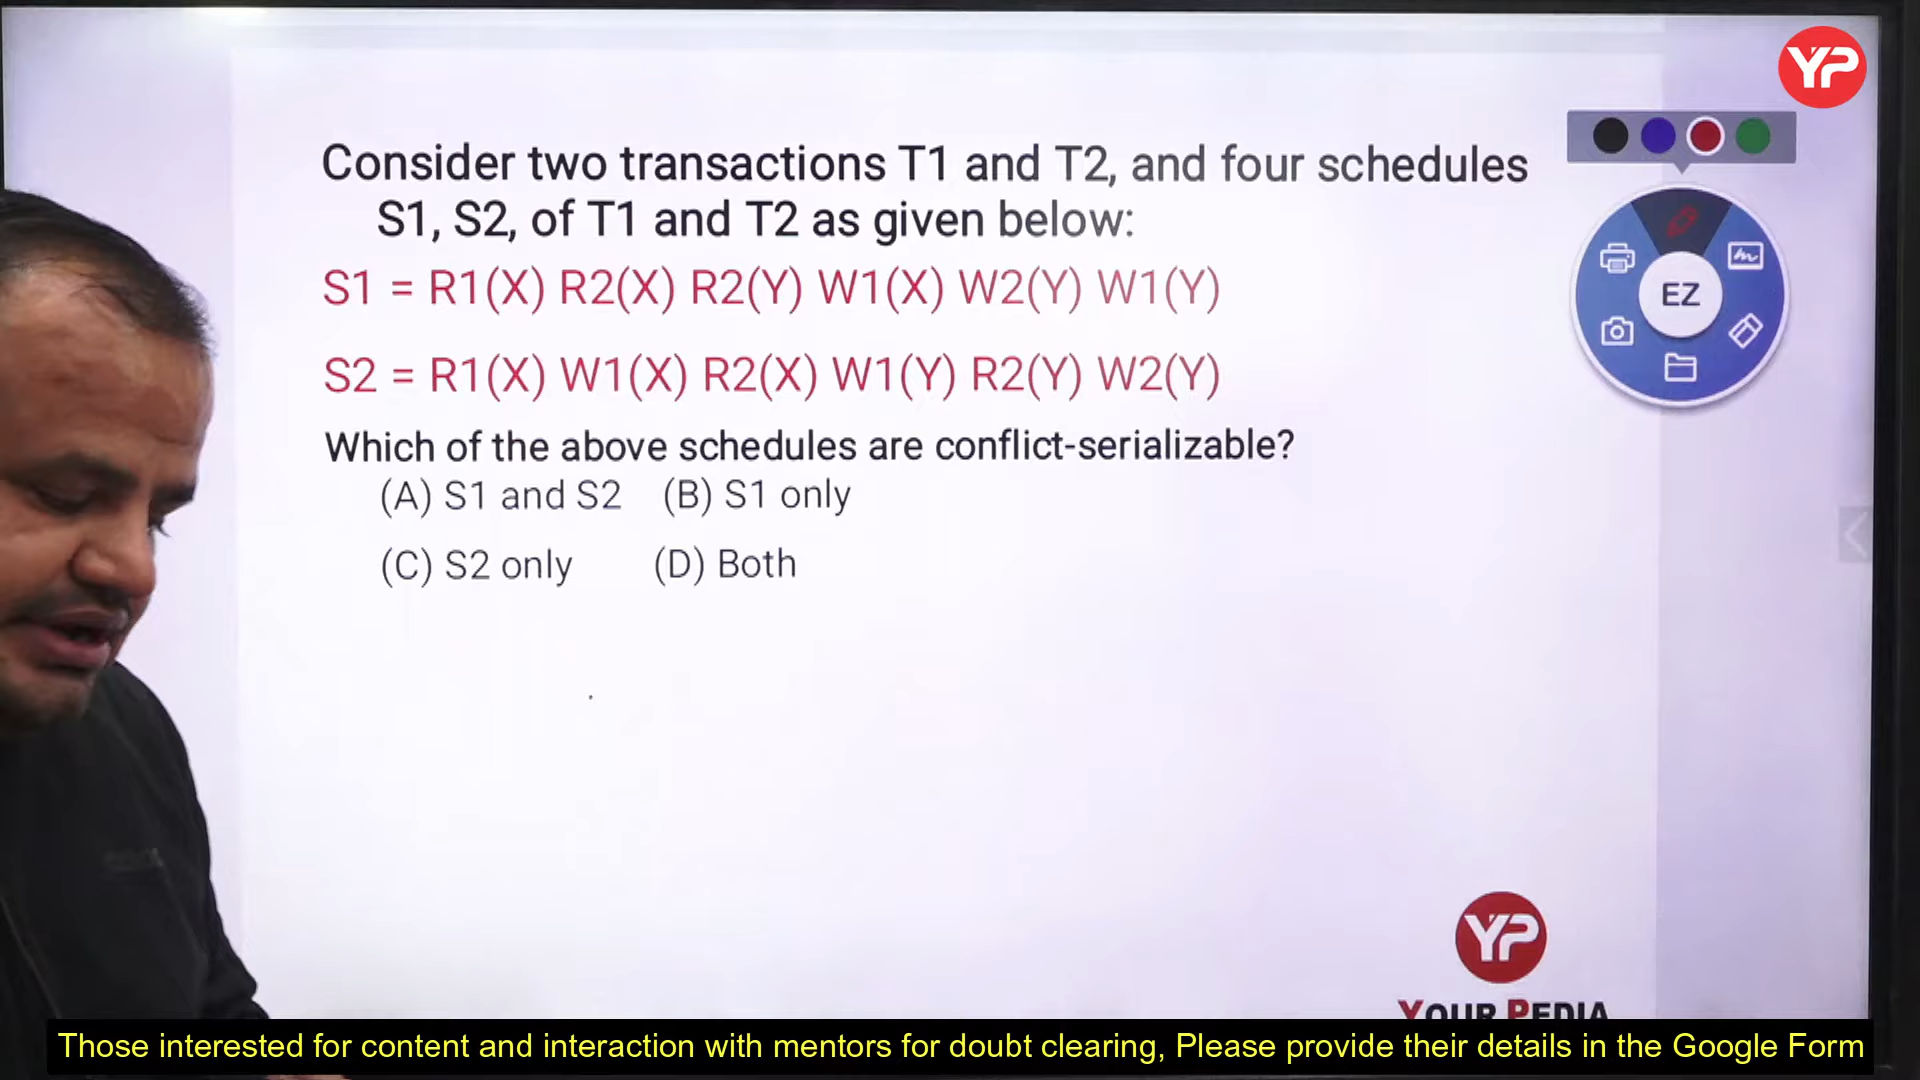 YP
Consider two transactions T1 and T2, and four schedules
S1, S2, of T1 and T2 as given below:
S1 = R1(X) R2(X) R2(Y) W1(X) W2(Y) W1(Y)
EZ
S2 = R1(X) W1(X) R2(X) W1(Y) R2(Y) W2(Y)
Which of the above schedules are conflict-serializable?
(A) S1 and S2 (B) S1 only
(C) S2 only (D) Both
YP
YOUR PEDIA
Those interested for content and interaction with mentors for doubt clearing, Please provide their details in the Google Form